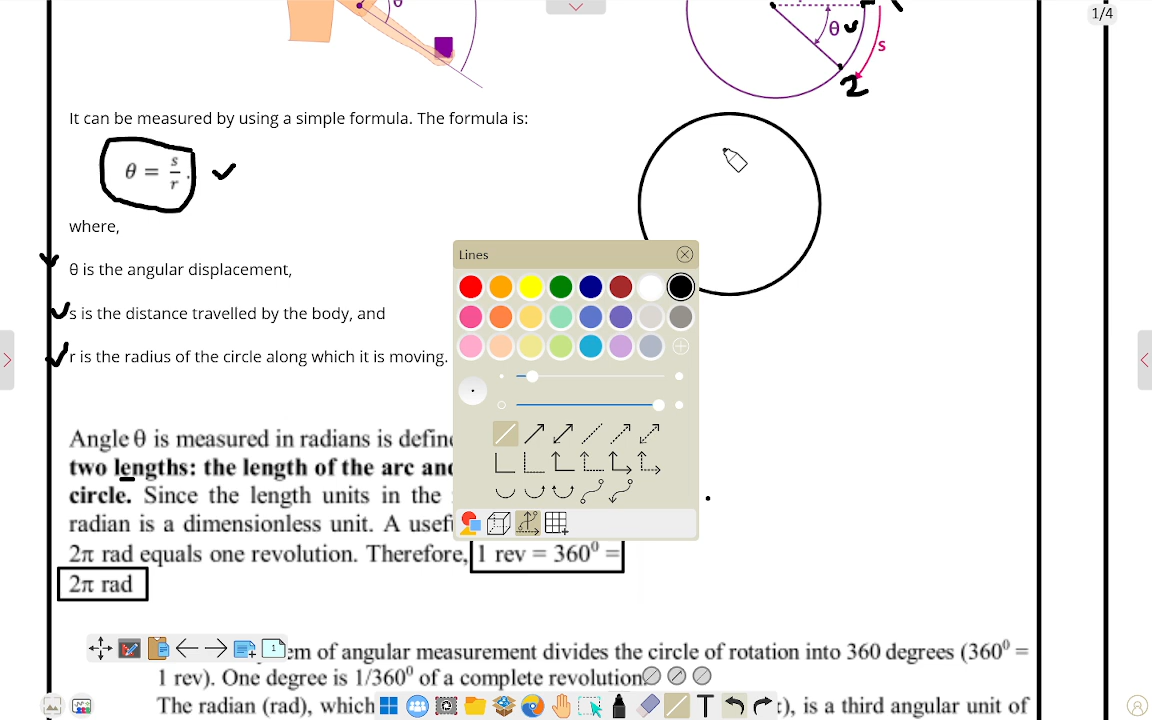 1/4
θ
θ
s
2
It can be measured by using a simple formula. The formula is:
θ = s/r.
where,
θ is the angular displacement,
s is the distance travelled by the body, and
r is the radius of the circle along which it is moving.
Lines
Angle θ is measured in radians is
two lengths: the length of the arc
circle. Since the length units in the
radian is a dimensionless unit. A
2π rad equals one revolution. Therefore, 1 rev = 360⁰ =
2π rad
1
of angular measurement divides the circle of rotation into 360 degrees (360⁰ =
1 rev). One degree is 1/360⁰ of a complete revolution
The radian (rad), which
T
, is a third angular unit of